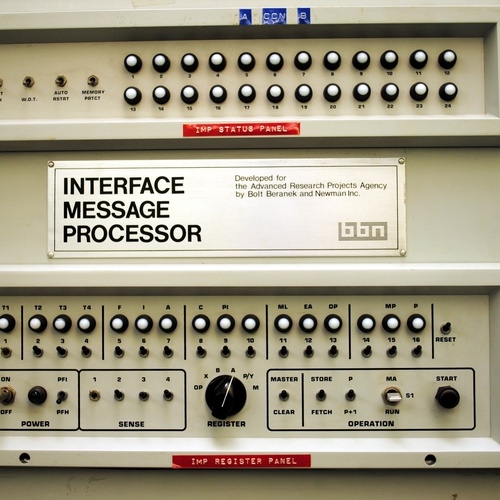 A CCN B
W.D.T. AUTO RSTRT MEMORY PRTCT
1 2 3 4 5 6 7 8 9 10 11 12
13 14 15 16 17 18 19 20 21 22 23 24
IMP STATUS PANEL
INTERFACE
MESSAGE
PROCESSOR
Developed for
the Advanced Research Projects Agency
by Bolt Beranek and Newman Inc.
bbn
T1 T2 T3 T4 F I A C PI ML EA OP MP P
1 2 3 4 5 6 7 8 9 10 11 12 13 14 15 16
RESET
ON PFI
OFF PFH
POWER
1 2 3 4
SENSE
OP X B A P/Y M
REGISTER
MASTER STORE P MA START
CLEAR FETCH P+1 RUN S1
OPERATION
IMP REGISTER PANEL